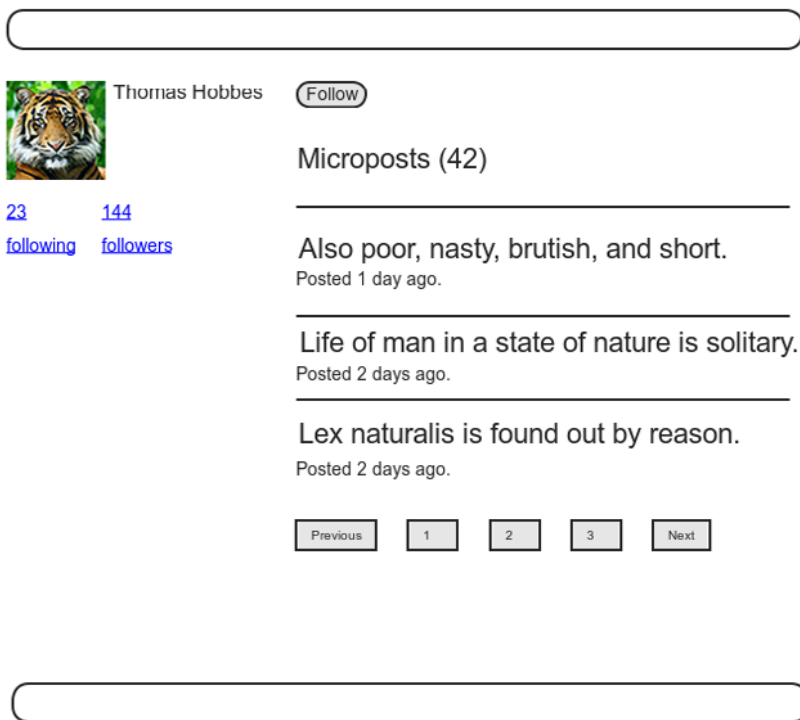 Thomas Hobbes
Follow
23
144
following
followers
Microposts (42)
Also poor, nasty, brutish, and short.
Posted 1 day ago.
Life of man in a state of nature is solitary.
Posted 2 days ago.
Lex naturalis is found out by reason.
Posted 2 days ago.
Previous
1
2
3
Next